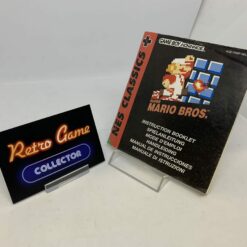 Retro Game
COLLECTOR
NES CLASSICS
GAME BOY ADVANCE
SUPER
MARIO BROS.
INSTRUCTION BOOKLET
SPIELANLEITUNG
MODE D'EMPLOI
HANDLEIDING
MANUAL DE INSTRUCCIONES
MANUALE DI ISTRUZIONI